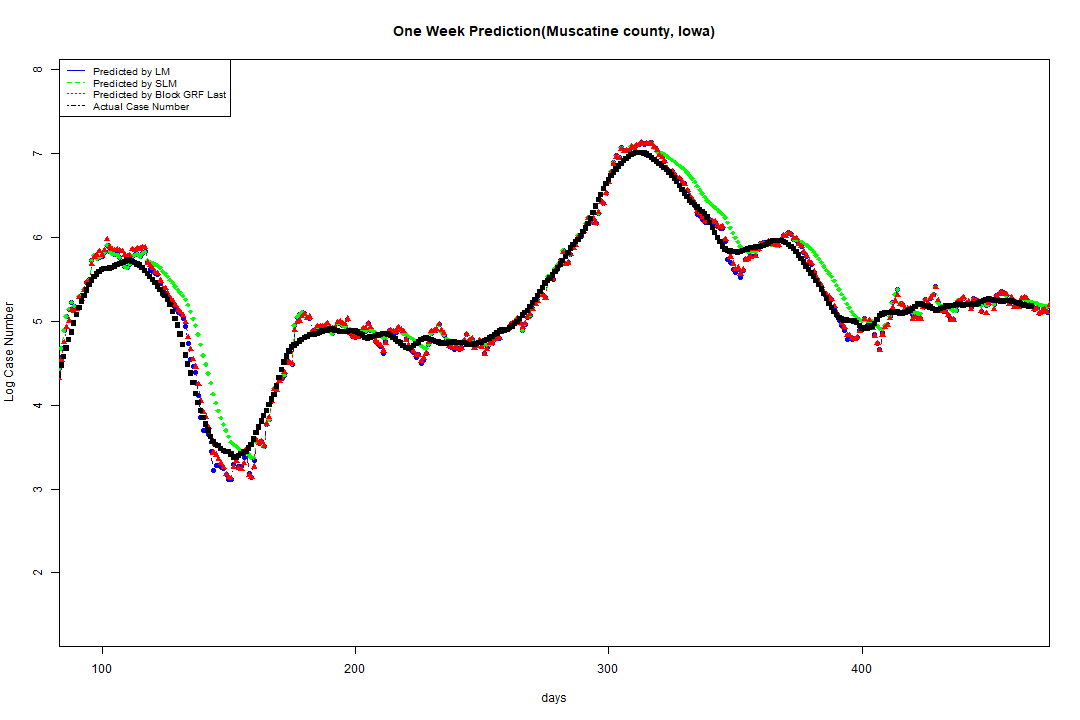 One Week Prediction(Muscatine county, Iowa)
Predicted by LM
Predicted by SLM
Predicted by Block GRF Last
Actual Case Number
8
7
6
5
4
3
2
Log Case Number
100 200 300 400
days